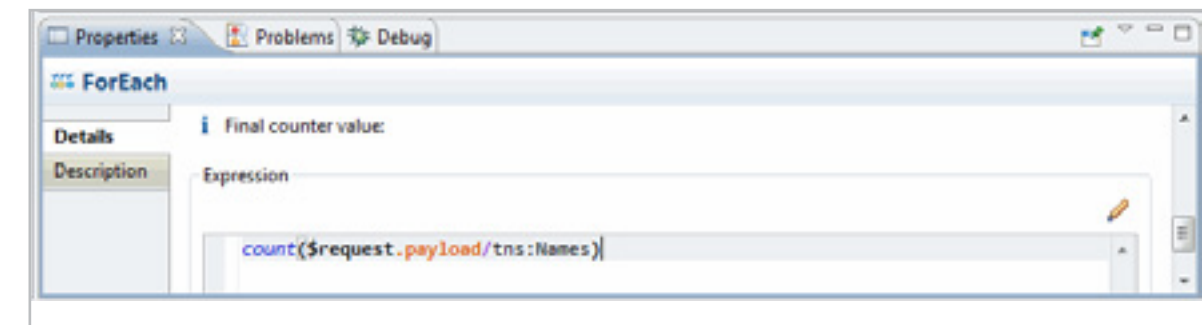 Properties Problems Debug
ForEach
Details
Final counter value:
Description
Expression
count($request.payload/tns:Names)